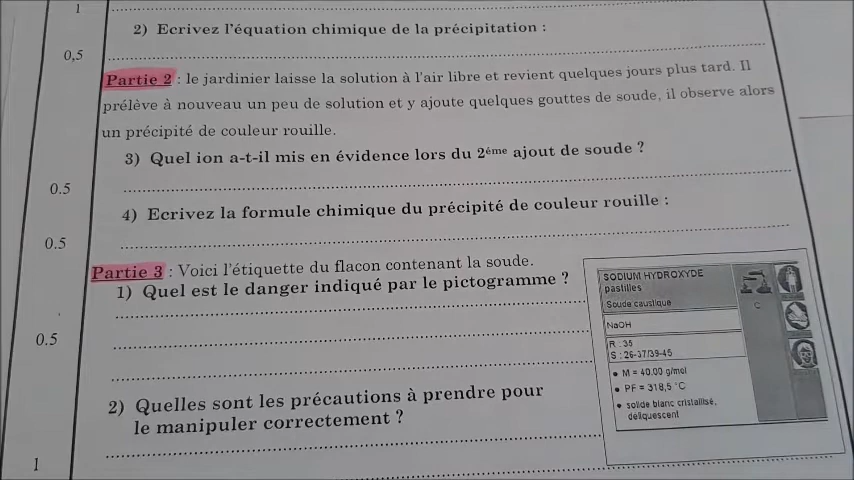 1
2) Ecrivez l'équation chimique de la précipitation :
0,5
Partie 2 : le jardinier laisse la solution à l'air libre et revient quelques jours plus tard. Il
prélève à nouveau un peu de solution et y ajoute quelques gouttes de soude, il observe alors
un précipité de couleur rouille.
3) Quel ion a-t-il mis en évidence lors du 2éme ajout de soude ?
0.5
4) Ecrivez la formule chimique du précipité de couleur rouille :
0.5
Partie 3 : Voici l'étiquette du flacon contenant la soude.
1) Quel est le danger indiqué par le pictogramme ?
0.5
2) Quelles sont les précautions à prendre pour
le manipuler correctement ?
1
SODIUM HYDROXYDE
pastilles
Soude caustique
C
NaOH
R : 35
S : 26-37/39-45
• M = 40,00 g/mol
• PF = 318,5 °C
• solide blanc cristallisé,
déliquescent